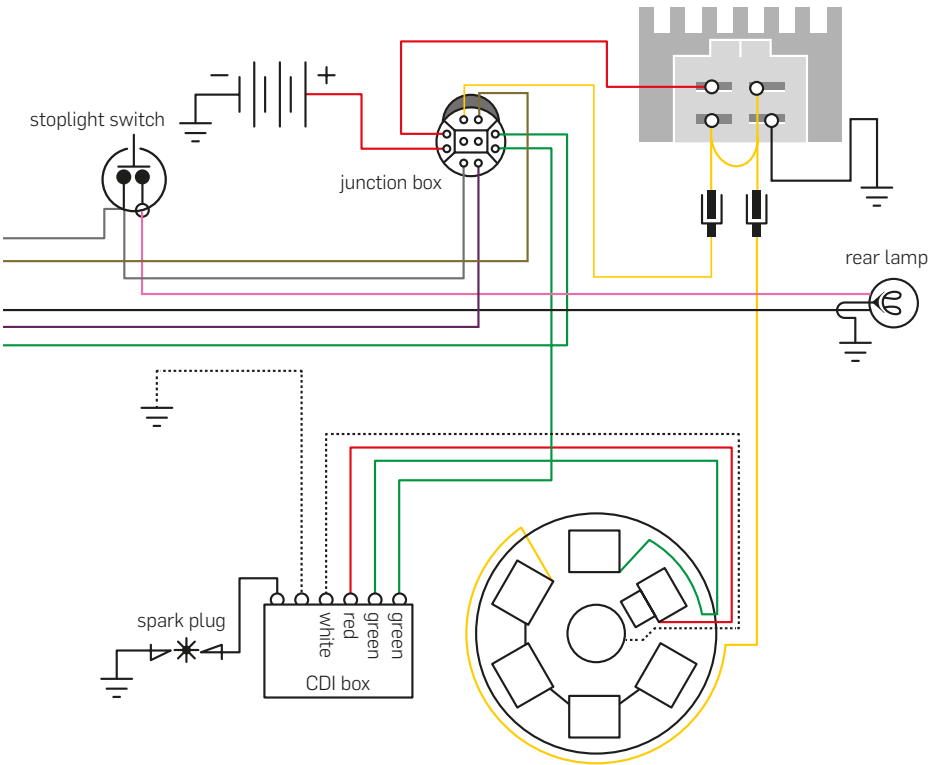 −
+
stoplight switch
junction box
rear lamp
white
red
green
green
spark plug
CDI box